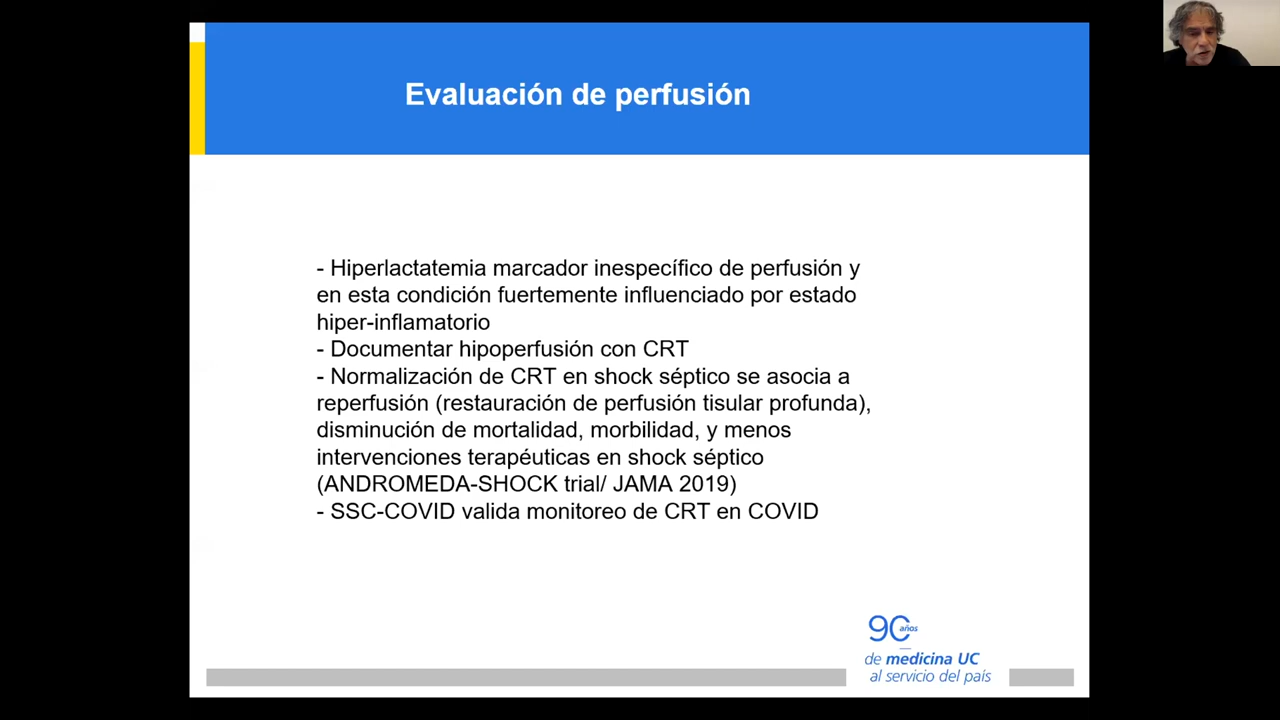 Evaluación de perfusión
- Hiperlactatemia marcador inespecífico de perfusión y
en esta condición fuertemente influenciado por estado
hiper-inflamatorio
- Documentar hipoperfusión con CRT
- Normalización de CRT en shock séptico se asocia a
reperfusión (restauración de perfusión tisular profunda),
disminución de mortalidad, morbilidad, y menos
intervenciones terapéuticas en shock séptico
(ANDROMEDA-SHOCK trial/ JAMA 2019)
- SSC-COVID valida monitoreo de CRT en COVID
90 años
de medicina UC
al servicio del país